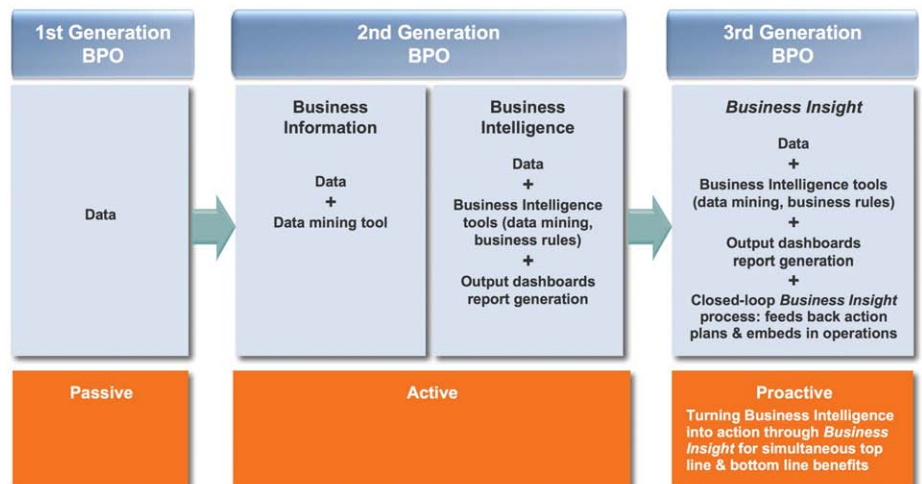 1st Generation
BPO
2nd Generation
BPO
3rd Generation
BPO
Data
Business
Information
Data
+
Data mining tool
Business
Intelligence
Data
+
Business Intelligence
tools (data mining,
business rules)
+
Output dashboards
report generation
Business Insight
Data
+
Business Intelligence tools
(data mining, business rules)
+
Output dashboards
report generation
+
Closed-loop Business Insight
process: feeds back action
plans & embeds in operations
Passive
Active
Proactive
Turning Business Intelligence
into action through Business
Insight for simultaneous top
line & bottom line benefits